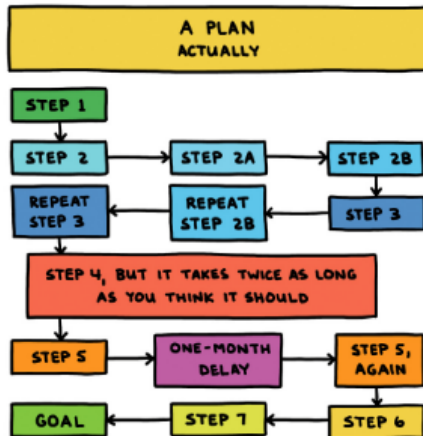 A PLAN
ACTUALLY
STEP 1
STEP 2
STEP 2A
STEP 2B
STEP 3
REPEAT
STEP 2B
REPEAT
STEP 3
STEP 4, BUT IT TAKES TWICE AS LONG
AS YOU THINK IT SHOULD
STEP 5
ONE-MONTH
DELAY
STEP 5,
AGAIN
STEP 6
STEP 7
GOAL